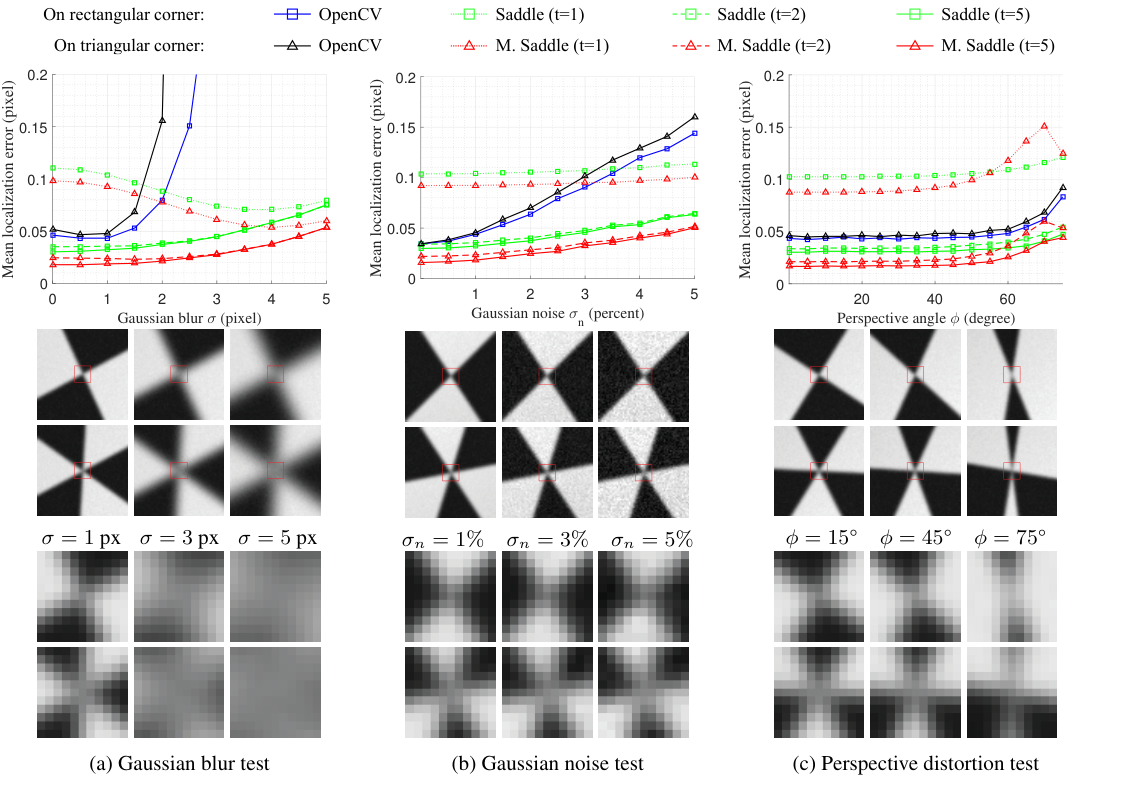 On rectangular corner: OpenCV Saddle (t=1) Saddle (t=2) Saddle (t=5)
On triangular corner: OpenCV M. Saddle (t=1) M. Saddle (t=2) M. Saddle (t=5)
Mean localization error (pixel)
0.2
0.15
0.1
0.05
0
0 1 2 3 4 5
Gaussian blur σ (pixel)
Mean localization error (pixel)
0.2
0.15
0.1
0.05
0
1 2 3 4 5
Gaussian noise σn (percent)
Mean localization error (pixel)
0.2
0.15
0.1
0.05
0
20 40 60
Perspective angle ϕ (degree)
σ = 1 px σ = 3 px σ = 5 px
σn = 1% σn = 3% σn = 5%
ϕ = 15° ϕ = 45° ϕ = 75°
(a) Gaussian blur test
(b) Gaussian noise test
(c) Perspective distortion test